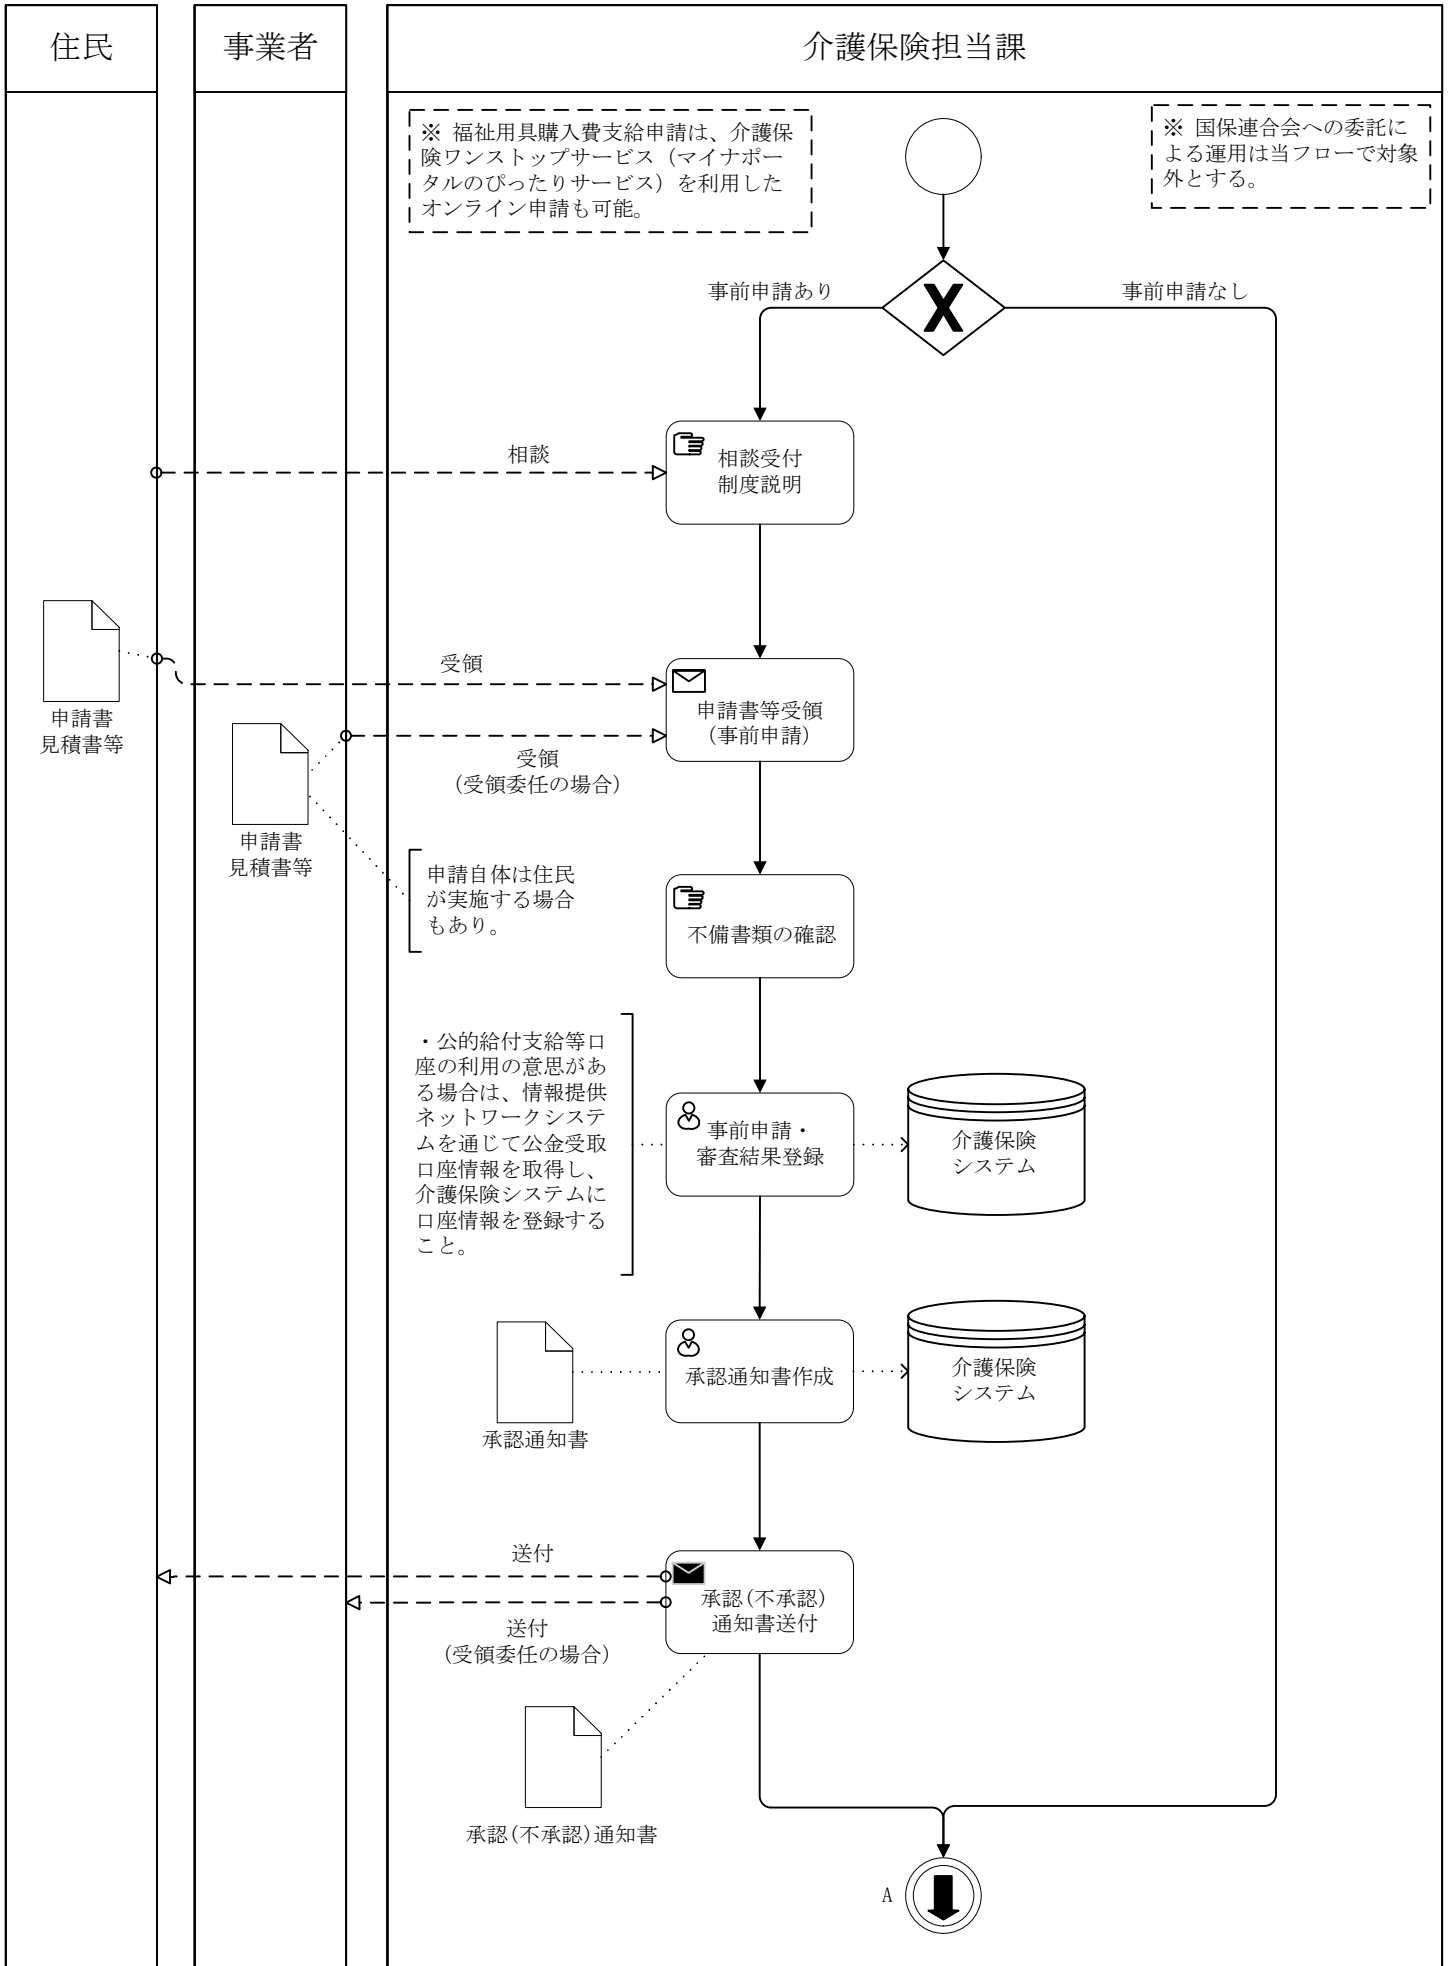 住民
事業者
介護保険担当課
※ 福祉用具購入費支給申請は、介護保
険ワンストップサービス（マイナポー
タルのぴったりサービス）を利用した
オンライン申請も可能。
※ 国保連合会への委託に
よる運用は当フローで対象
外とする。
事前申請あり
X
事前申請なし
相談
相談受付
制度説明
申請書
見積書等
受領
申請書等受領
（事前申請）
受領
（受領委任の場合）
申請書
見積書等
申請自体は住民
が実施する場合
もあり。
不備書類の確認
・公的給付支給等口
座の利用の意思があ
る場合は、情報提供
ネットワークシステ
ムを通じて公金受取
口座情報を取得し、
介護保険システムに
口座情報を登録する
こと。
事前申請・
審査結果登録
介護保険
システム
承認通知書
承認通知書作成
介護保険
システム
送付
承認(不承認)
通知書送付
送付
（受領委任の場合）
承認(不承認)通知書
A